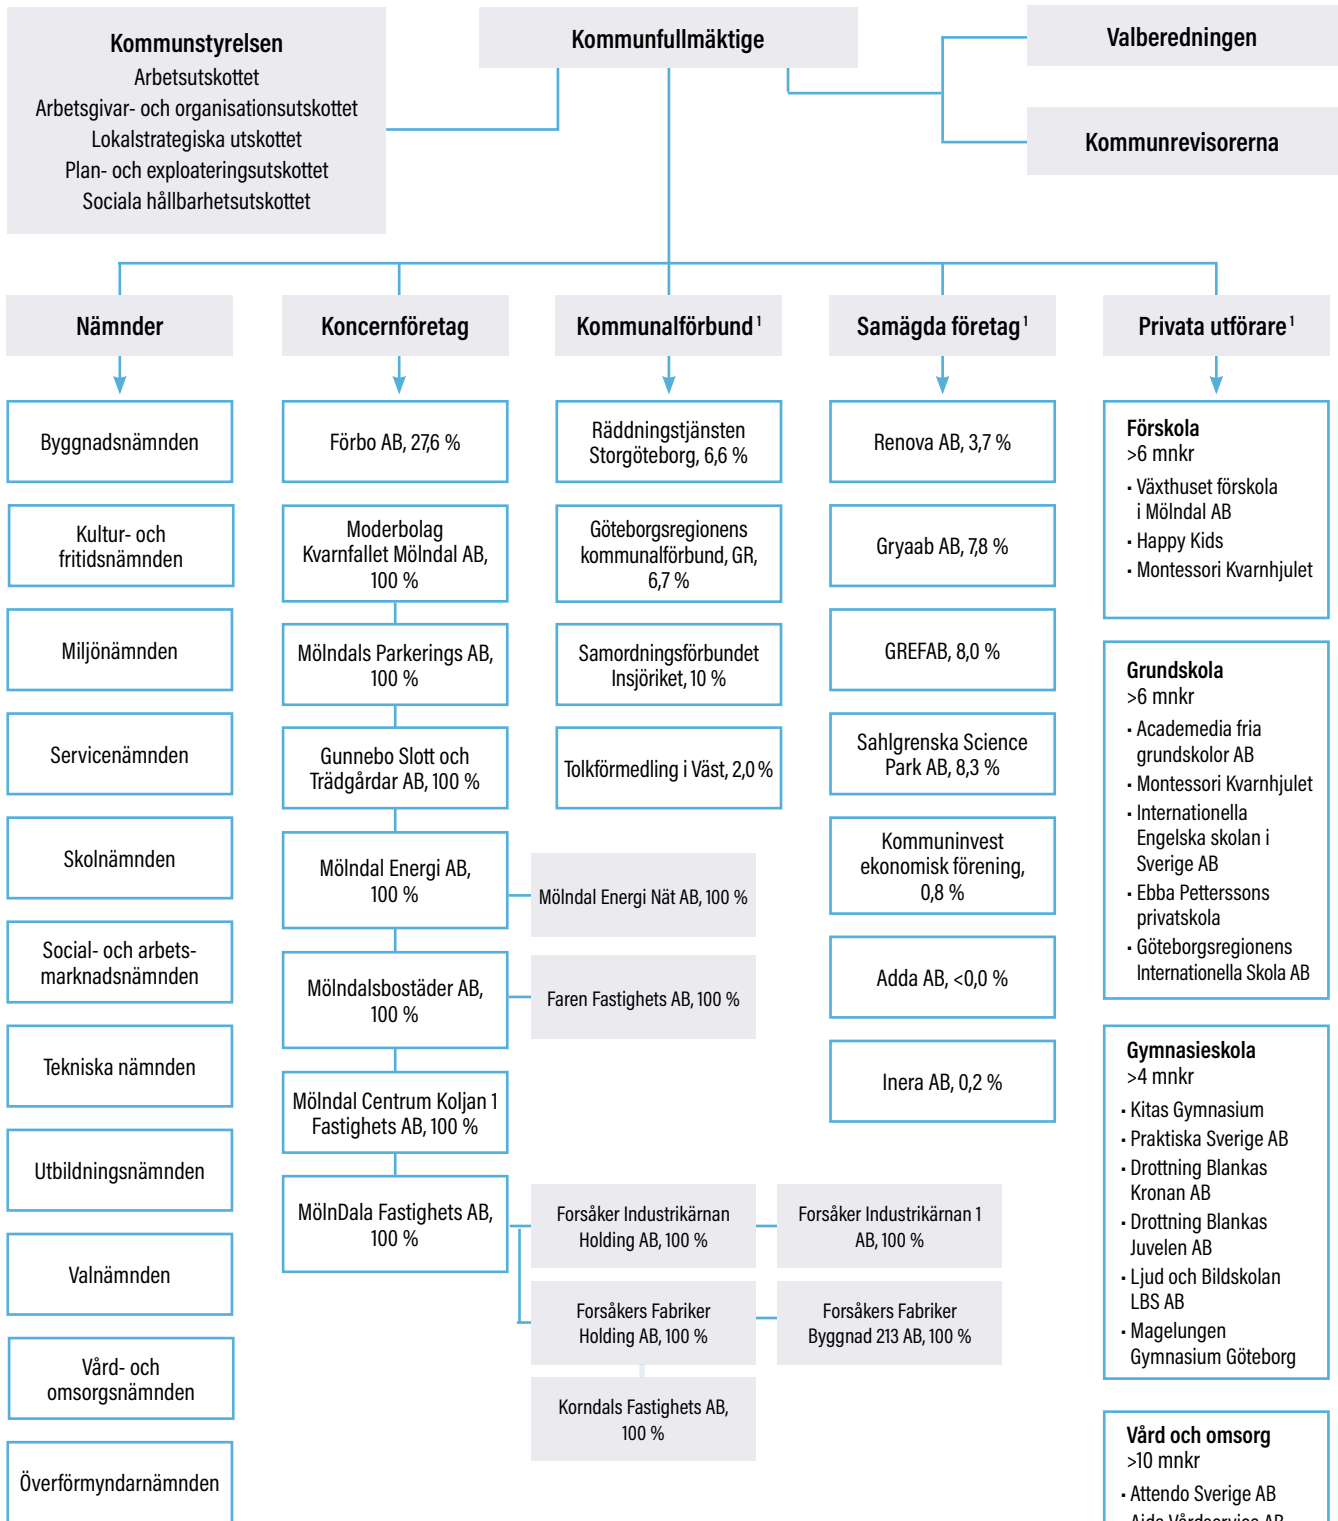 Kommunstyrelsen
Arbetsutskottet
Arbetsgivar- och organisationsutskottet
Lokalstrategiska utskottet
Plan- och exploateringsutskottet
Sociala hållbarhetsutskottet
Kommunfullmäktige
Valberedningen
Kommunrevisorerna
Nämnder
Byggnadsnämnden
Kultur- och
fritidsnämnden
Miljönämnden
Servicenämnden
Skolnämnden
Social- och arbets-
marknadsnämnden
Tekniska nämnden
Utbildningsnämnden
Valnämnden
Vård- och
omsorgsnämnden
Överförmyndarnämnden
Koncernföretag
Förbo AB, 27,6 %
Moderbolag
Kvarnfallet Mölndal AB,
100 %
Mölndals Parkerings AB,
100 %
Gunnebo Slott och
Trädgårdar AB, 100 %
Mölndal Energi AB,
100 %
Mölndal Energi Nät AB, 100 %
Mölndalsbostäder AB,
100 %
Faren Fastighets AB, 100 %
Mölndal Centrum Koljan 1
Fastighets AB, 100 %
MölnDala Fastighets AB,
100 %
Forsåker Industrikärnan
Holding AB, 100 %
Forsåker Industrikärnan 1
AB, 100 %
Forsåkers Fabriker
Holding AB, 100 %
Forsåkers Fabriker
Byggnad 213 AB, 100 %
Korndals Fastighets AB,
100 %
Kommunalförbund ¹
Räddningstjänsten
Storgöteborg, 6,6 %
Göteborgsregionens
kommunalförbund, GR,
6,7 %
Samordningsförbundet
Insjöriket, 10 %
Tolkförmedling i Väst, 2,0 %
Samägda företag ¹
Renova AB, 3,7 %
Gryaab AB, 7,8 %
GREFAB, 8,0 %
Sahlgrenska Science
Park AB, 8,3 %
Kommuninvest
ekonomisk förening,
0,8 %
Adda AB, <0,0 %
Inera AB, 0,2 %
Privata utförare ¹
Förskola
>6 mnkr
• Växthuset förskola
i Mölndal AB
• Happy Kids
• Montessori Kvarnhjulet
Grundskola
>6 mnkr
• Academedia fria
grundskolor AB
• Montessori Kvarnhjulet
• Internationella
Engelska skolan i
Sverige AB
• Ebba Petterssons
privatskola
• Göteborgsregionens
Internationella Skola AB
Gymnasieskola
>4 mnkr
• Kitas Gymnasium
• Praktiska Sverige AB
• Drottning Blankas
Kronan AB
• Drottning Blankas
Juvelen AB
• Ljud och Bildskolan
LBS AB
• Magelungen
Gymnasium Göteborg
Vård och omsorg
>10 mnkr
• Attendo Sverige AB